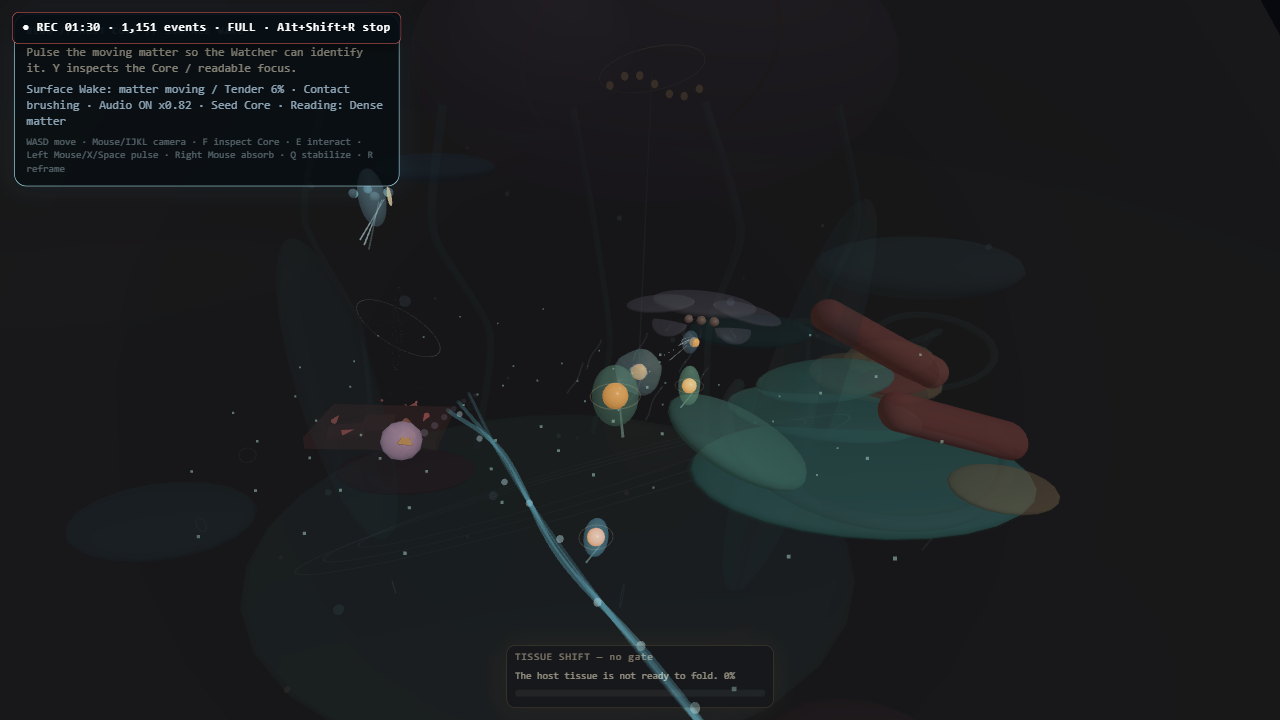 ● REC 01:30 · 1,151 events · FULL · Alt+Shift+R stop
Pulse the moving matter so the Watcher can identify
it. Y inspects the Core / readable focus.
Surface Wake: matter moving / Tender 6% · Contact
brushing · Audio ON x0.82 · Seed Core · Reading: Dense
matter
WASD move · Mouse/IJKL camera · F inspect Core · E interact ·
Left Mouse/X/Space pulse · Right Mouse absorb · Q stabilize · R
reframe
TISSUE SHIFT — no gate
The host tissue is not ready to fold. 0%